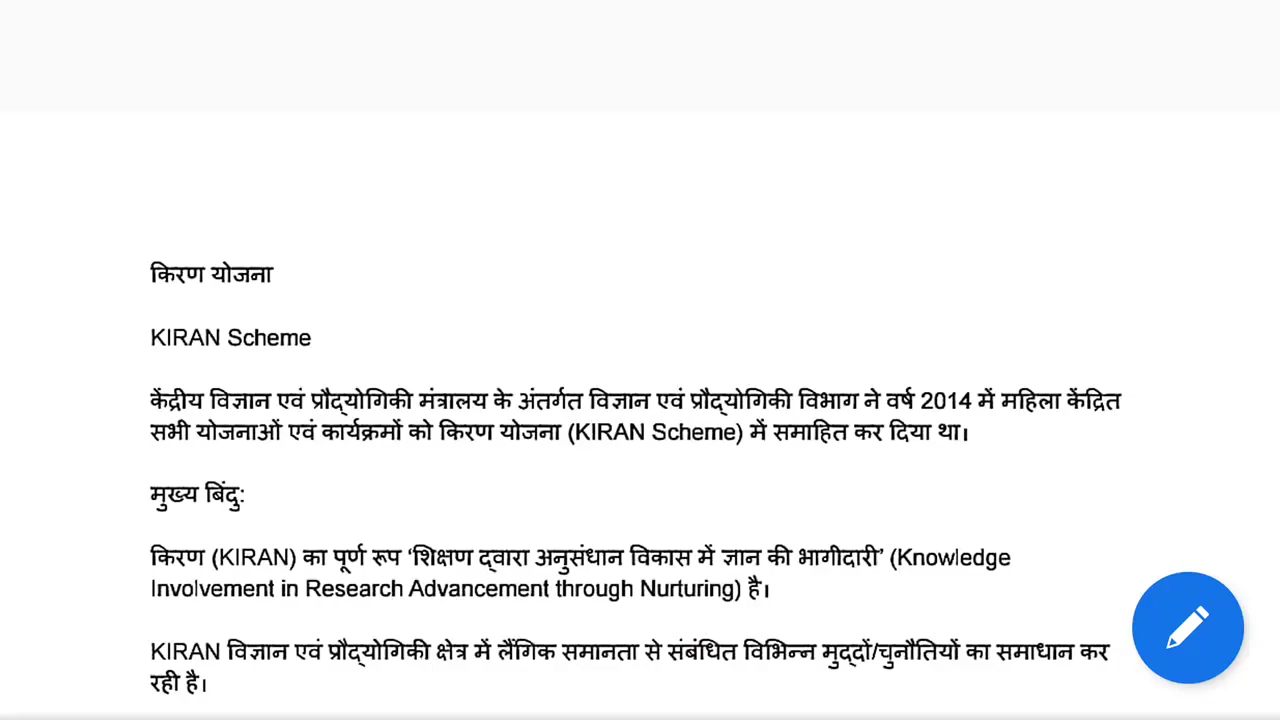 किरण योजना
KIRAN Scheme
केंद्रीय विज्ञान एवं प्रौद्योगिकी मंत्रालय के अंतर्गत विज्ञान एवं प्रौद्योगिकी विभाग ने वर्ष 2014 में महिला केंद्रित
सभी योजनाओं एवं कार्यक्रमों को किरण योजना (KIRAN Scheme) में समाहित कर दिया था।
मुख्य बिंदु:
किरण (KIRAN) का पूर्ण रूप ‘शिक्षण द्वारा अनुसंधान विकास में ज्ञान की भागीदारी’ (Knowledge
Involvement in Research Advancement through Nurturing) है।
KIRAN विज्ञान एवं प्रौद्योगिकी क्षेत्र में लैंगिक समानता से संबंधित विभिन्न मुद्दों/चुनौतियों का समाधान कर
रही है।